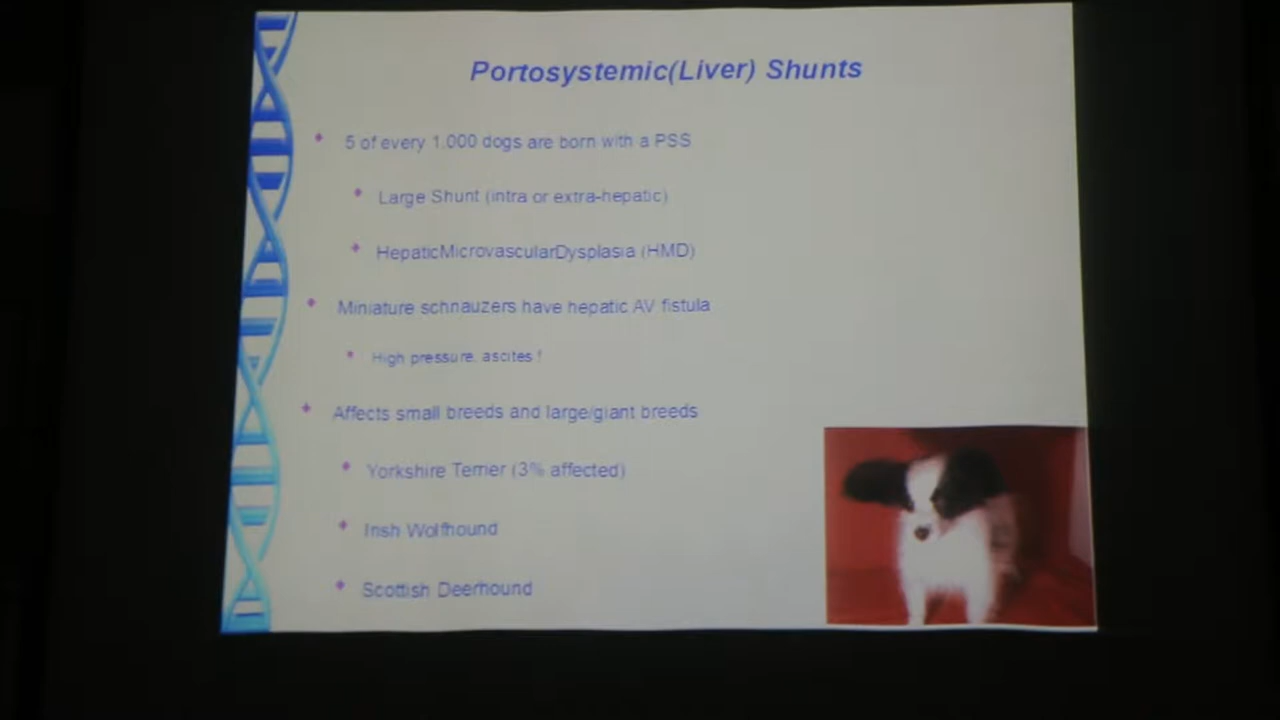 Portosystemic(Liver) Shunts
5 of every 1,000 dogs are born with a PSS
Large Shunt (intra or extra-hepatic)
HepaticMicrovascularDysplasia (HMD)
Miniature schnauzers have hepatic AV fistula
High pressure, ascites f
Affects small breeds and large/giant breeds
Yorkshire Terrier (3% affected)
Irish Wolfhound
Scottish Deerhound